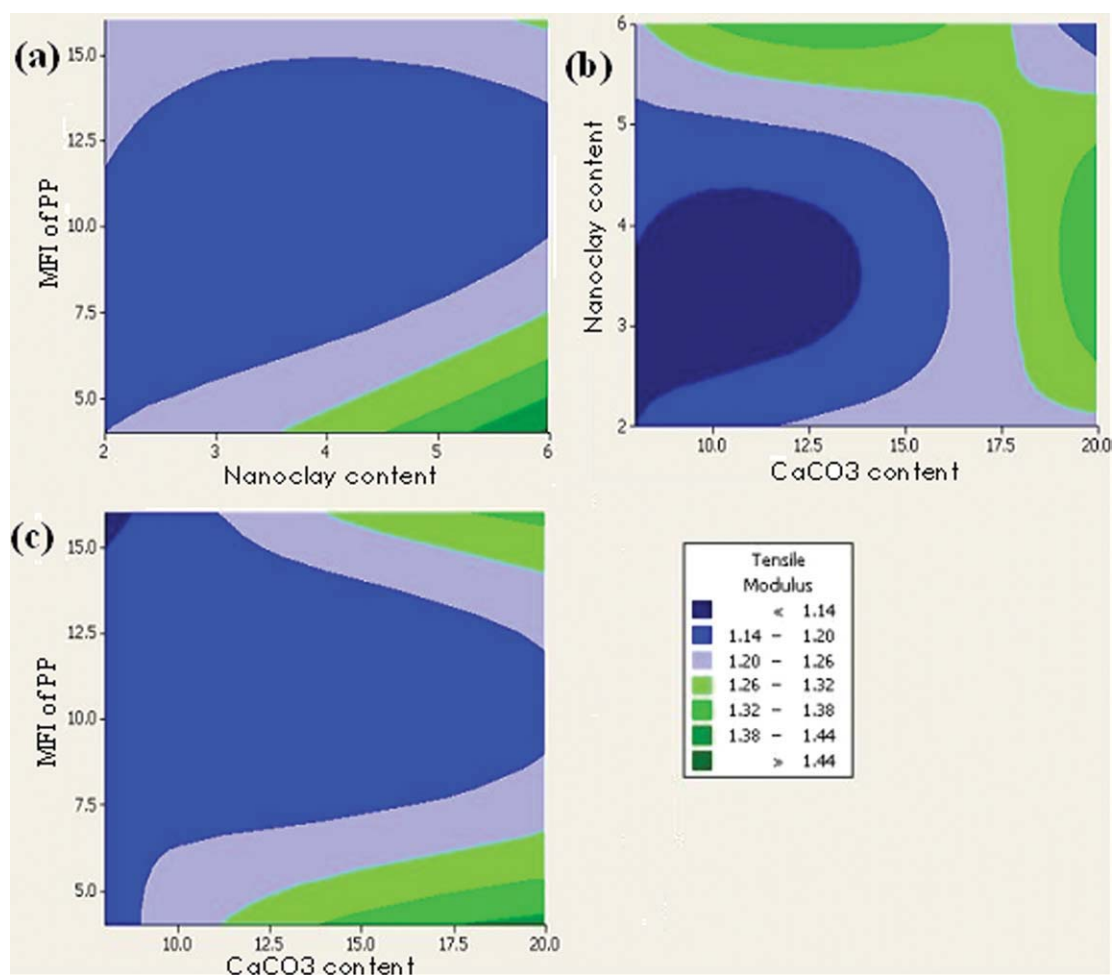 (a)
MFI of PP
15.0
12.5
10.0
7.5
5.0
2 3 4 5 6
Nanoclay content
(b)
Nanoclay content
6
5
4
3
2
10.0 12.5 15.0 17.5 20.0
CaCO3 content
(c)
MFI of PP
15.0
12.5
10.0
7.5
5.0
10.0 12.5 15.0 17.5 20.0
CaCO3 content
Tensile
Modulus
< 1.14
1.14 – 1.20
1.20 – 1.26
1.26 – 1.32
1.32 – 1.38
1.38 – 1.44
> 1.44